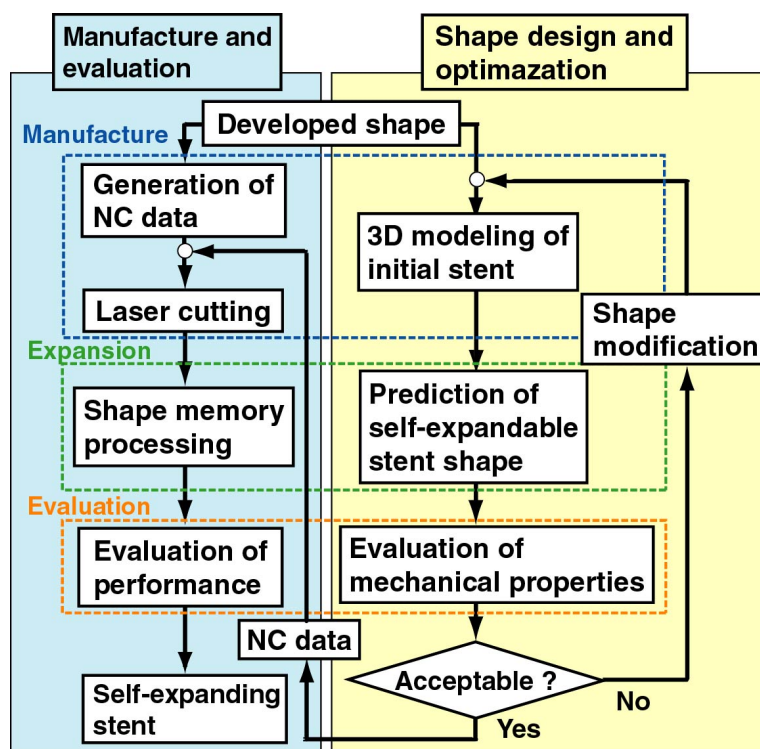 Manufacture and
evaluation
Shape design and
optimazation
Developed shape
Manufacture
Generation of
NC data
3D modeling of
initial stent
Laser cutting
Shape
modification
Expansion
Shape memory
processing
Prediction of
self-expandable
stent shape
Evaluation
Evaluation of
performance
Evaluation of
mechanical properties
NC data
Self-expanding
stent
Acceptable ?
No
Yes